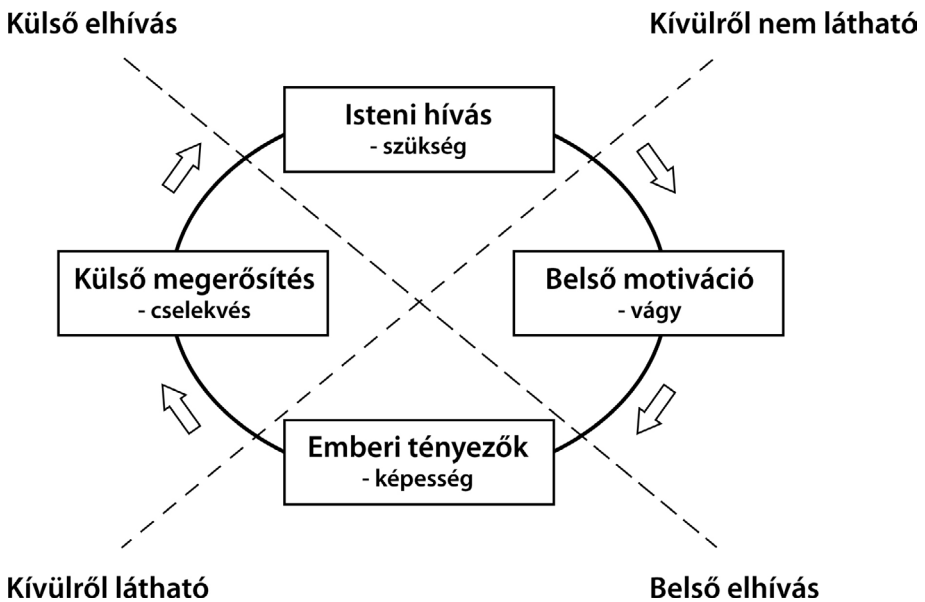 Külső elhívás
Kívülről nem látható
Isteni hívás
- szükség
Külső megerősítés
- cselekvés
Belső motiváció
- vágy
Emberi tényezők
- képesség
Kívülről látható
Belső elhívás